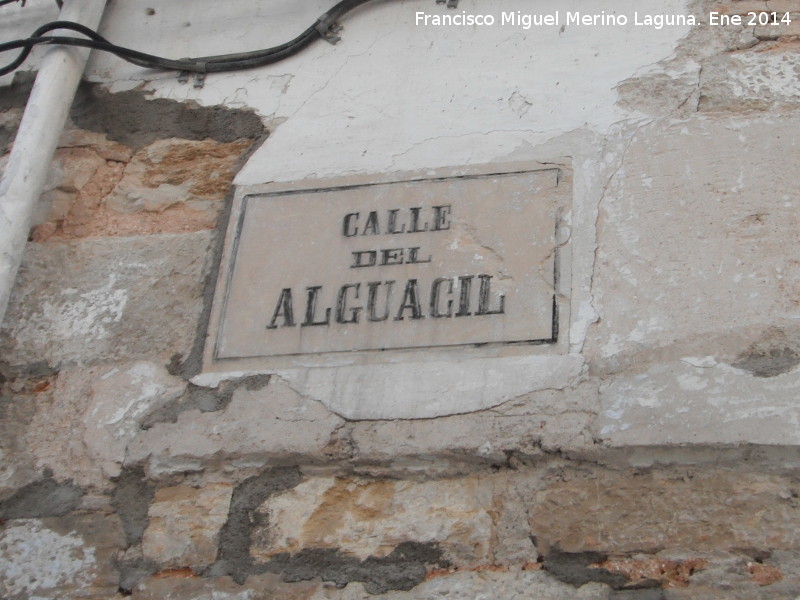 Francisco Miguel Merino Laguna. Ene 2014
CALLE
DEL
ALGUACIL